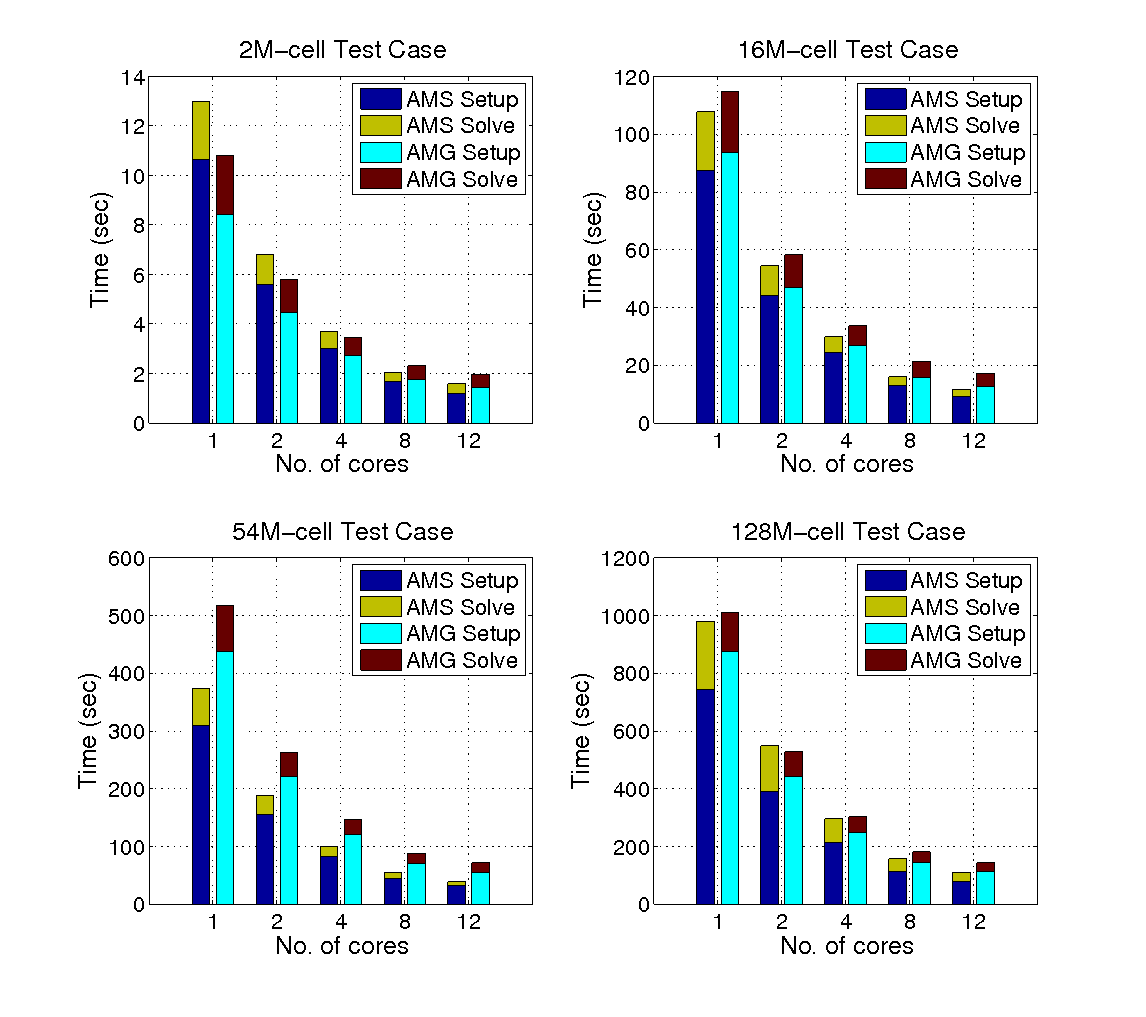 2M−cell Test Case
14
12
10
8
6
4
2
0
Time (sec)
AMS Setup
AMS Solve
AMG Setup
AMG Solve
1 2 4 8 12
No. of cores
16M−cell Test Case
120
100
80
60
40
20
0
Time (sec)
AMS Setup
AMS Solve
AMG Setup
AMG Solve
1 2 4 8 12
No. of cores
54M−cell Test Case
600
500
400
300
200
100
0
Time (sec)
AMS Setup
AMS Solve
AMG Setup
AMG Solve
1 2 4 8 12
No. of cores
128M−cell Test Case
1200
1000
800
600
400
200
0
Time (sec)
AMS Setup
AMS Solve
AMG Setup
AMG Solve
1 2 4 8 12
No. of cores